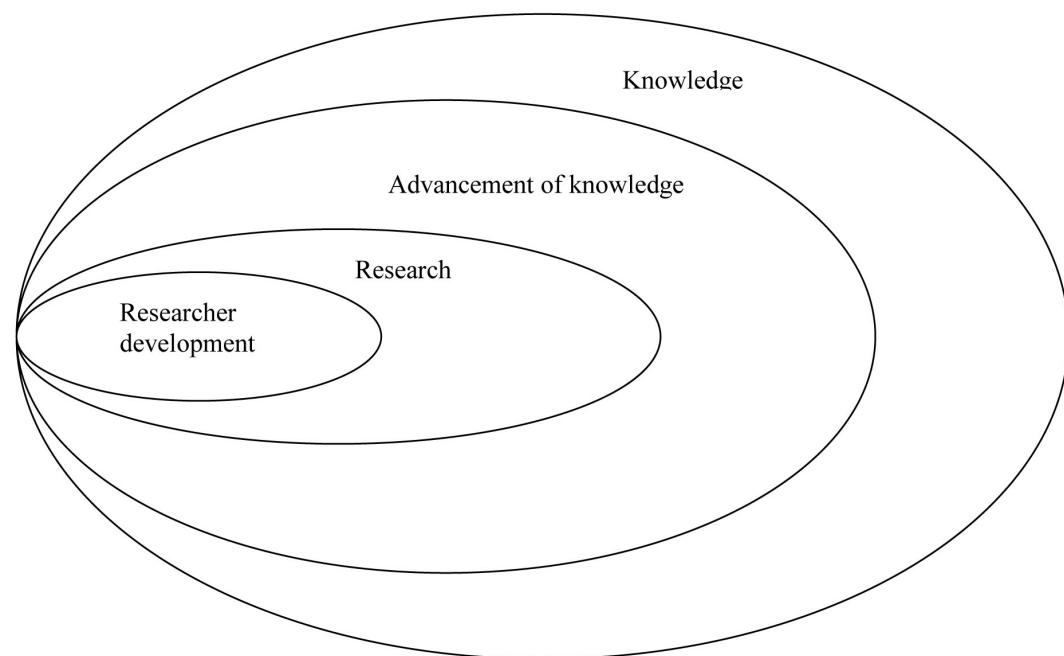 Knowledge
Advancement of knowledge
Research
Researcher
development